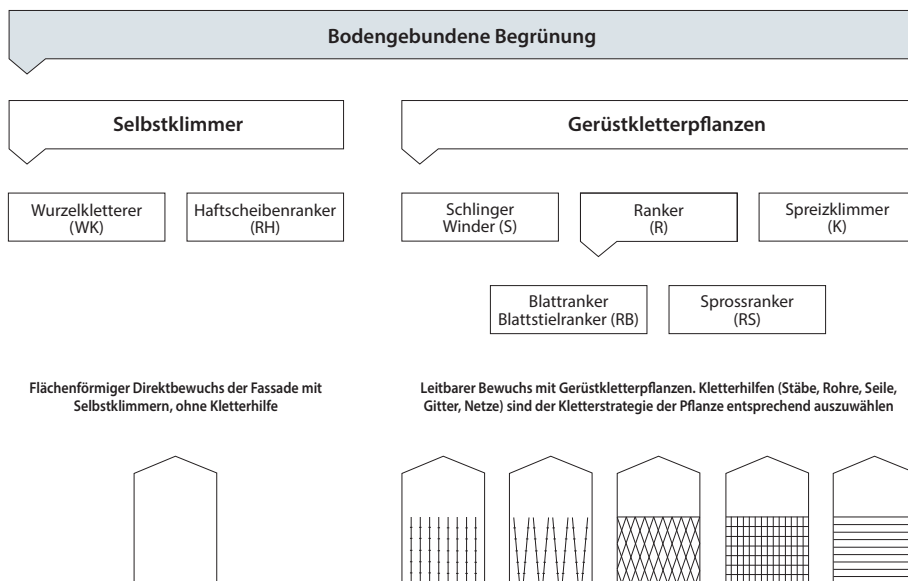 Bodengebundene Begrünung
Selbstklimmer
Gerüstkletterpflanzen
Wurzelkletterer
(WK)
Haftscheibenranker
(RH)
Schlinger
Winder (S)
Ranker
(R)
Spreizklimmer
(K)
Blattranker
Blattstielranker (RB)
Sprossranker
(RS)
Flächenförmiger Direktbewuchs der Fassade mit
Selbstklimmern, ohne Kletterhilfe
Leitbarer Bewuchs mit Gerüstkletterpflanzen. Kletterhilfen (Stäbe, Rohre, Seile,
Gitter, Netze) sind der Kletterstrategie der Pflanze entsprechend auszuwählen